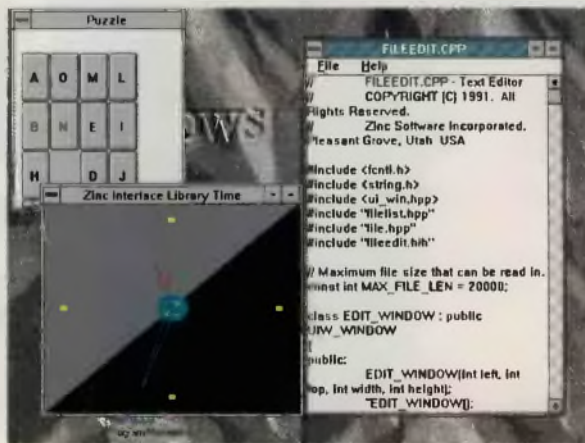 Puzzle
A O M L
B N E I
H D J
ows
Zinc Interface Library Time
FILEEDIT.CPP
File Help
// FILEEDIT.CPP - Text Editor
// COPYRIGHT (C) 1991. All
Rights Reserved.
// Zinc Software Incorporated.
Pleasant Grove, Utah USA
#include <fcntl.h>
#include <string.h>
#include <ui_win.hpp>
#include "filelist.hpp"
#include "file.hpp"
#include "fileedit.hih"
// Maximum file size that can be read in.
const int MAX_FILE_LEN = 20000;
class EDIT_WINDOW : public
UIW_WINDOW
{
public:
EDIT_WINDOW(int left, int
top, int width, int height);
~EDIT_WINDOW();